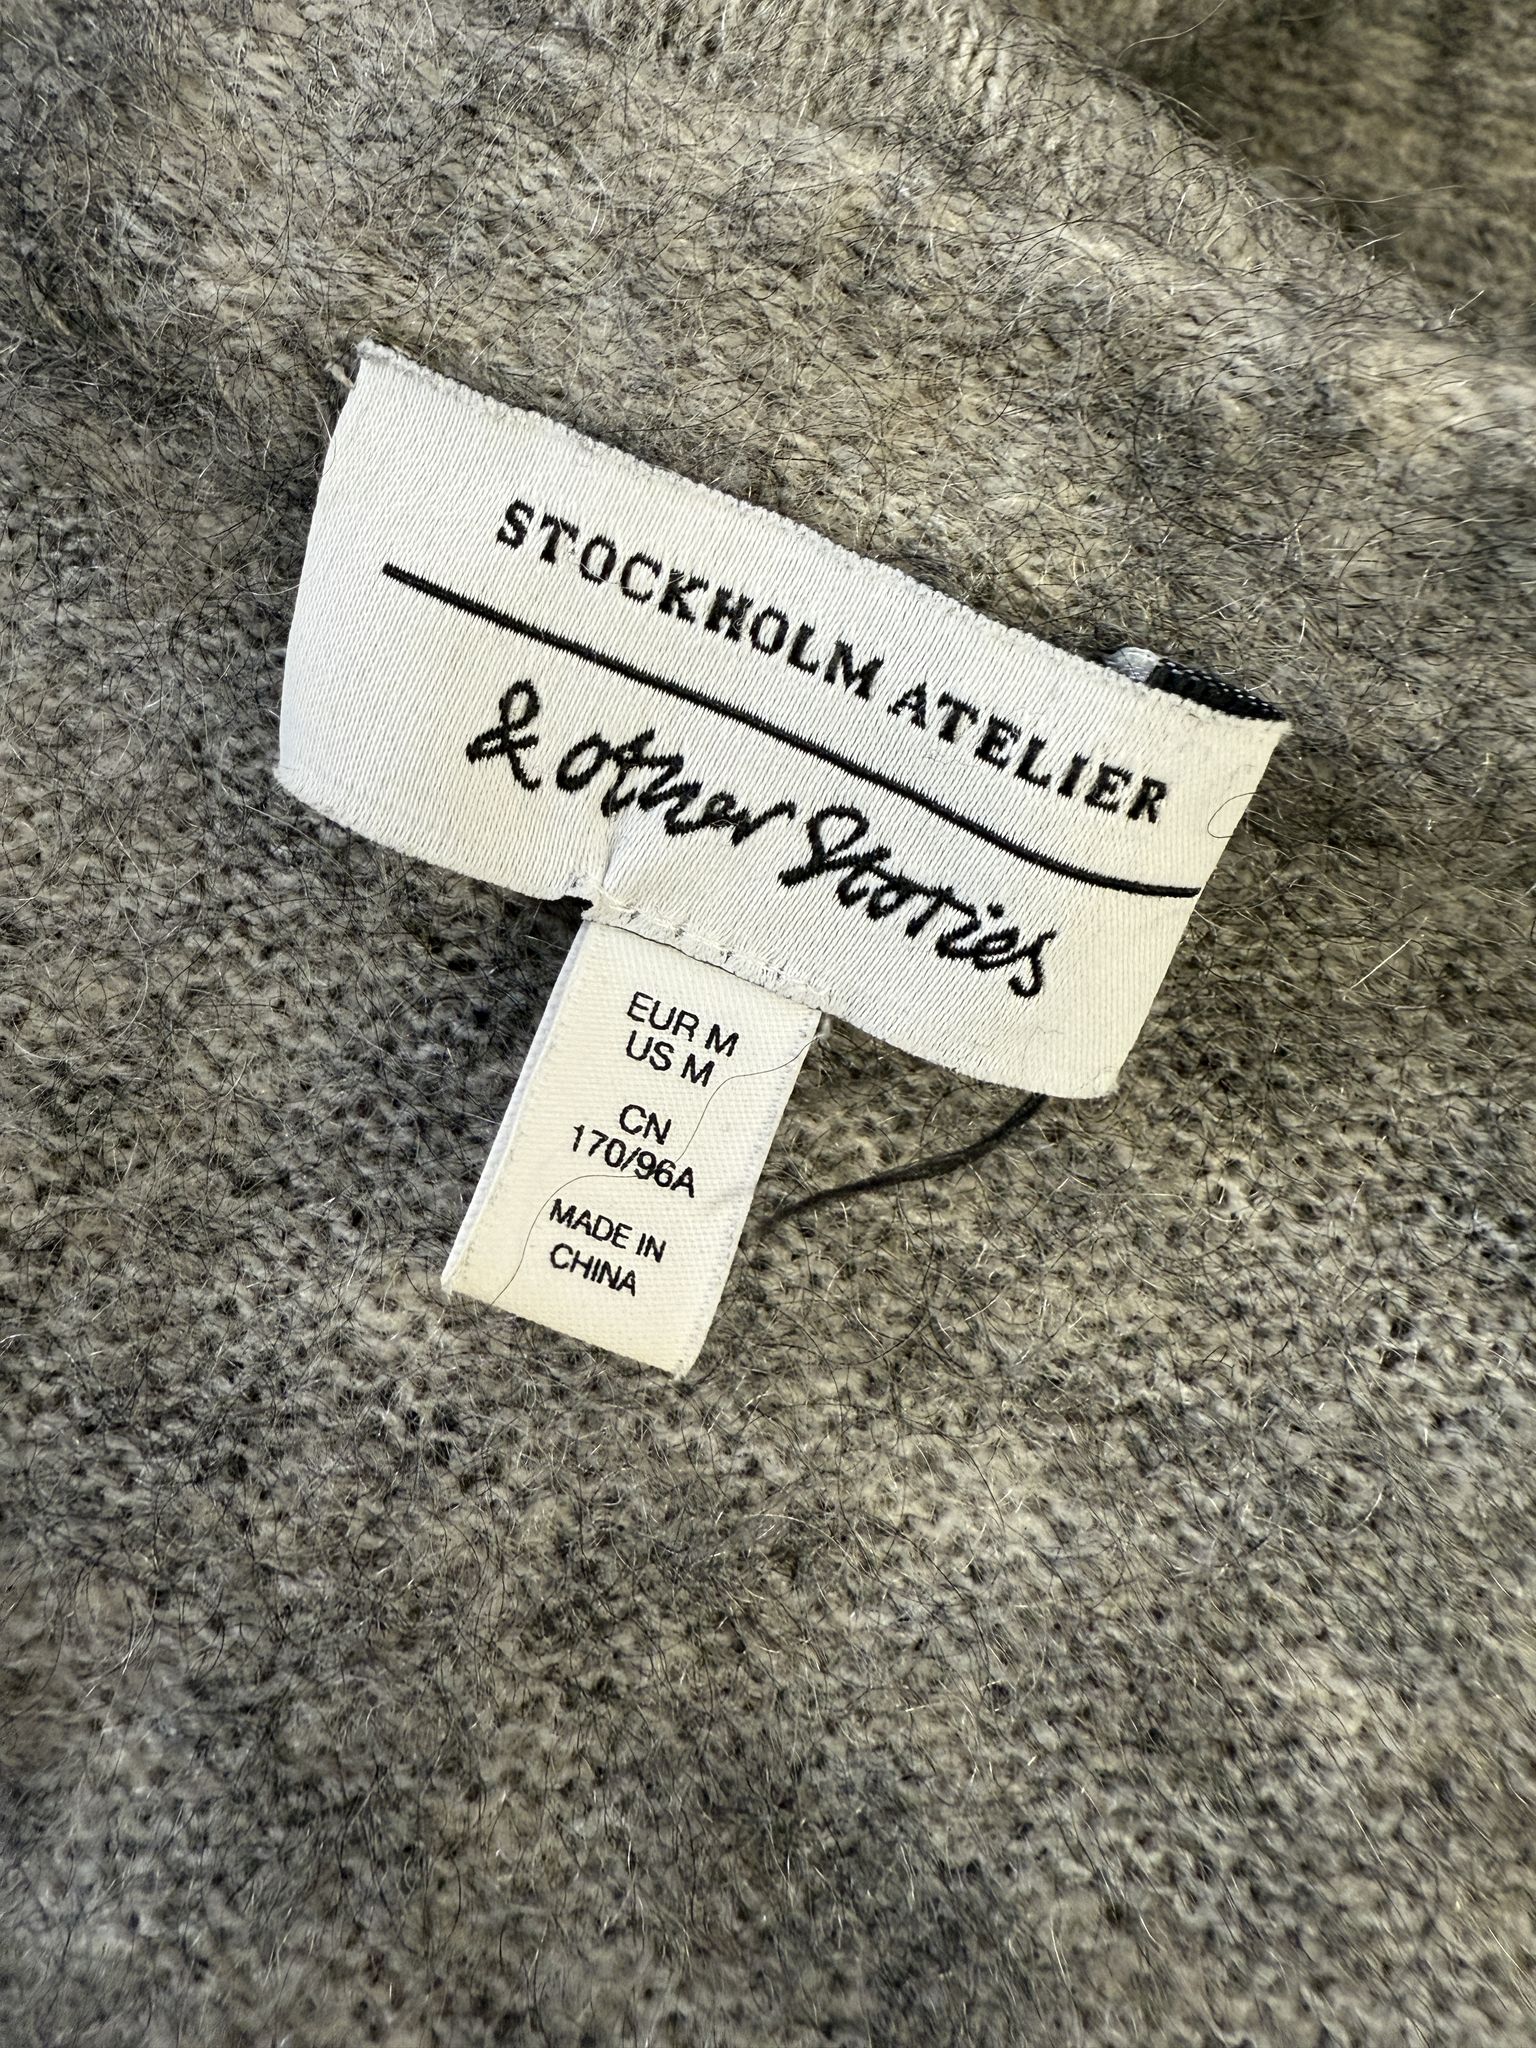 STOCKHOLM ATELIER
& other Stories
EUR M
US M
CN
170/96A
MADE IN
CHINA